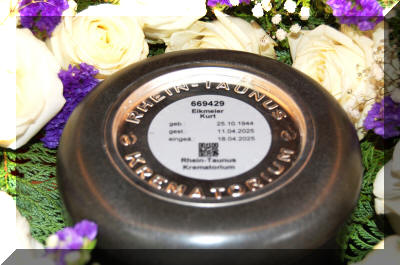 RHEIN-TAUNUS
KREMATORIUM
669429
Eikmeier
Kurt
geb.: 25.10.1944
gest.: 11.04.2025
eingeä.: 18.04.2025
Rhein-Taunus
Krematorium